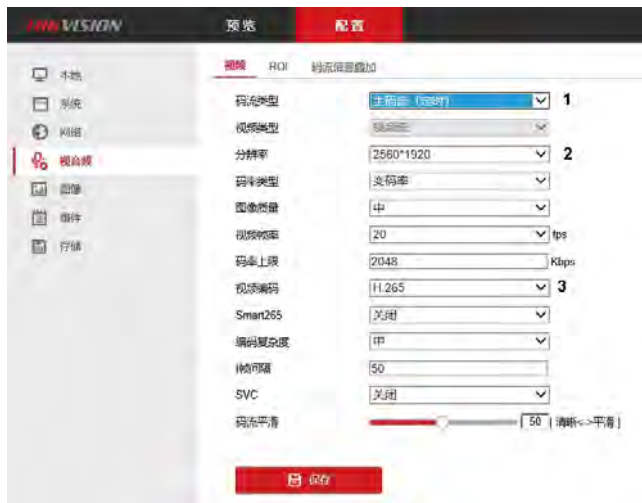 HIKVISION 预览 配置
本地
系统
网络
视音频
图像
事件
存储
视频 ROI 码流信息叠加
码流类型 主码流(定时) 1
视频类型 视频流
分辨率 2560*1920 2
码率类型 变码率
图像质量 中
视频帧率 20 fps
码率上限 2048 Kbps
视频编码 H.265 3
Smart265 关闭
编码复杂度 中
I帧间隔 50
SVC 关闭
码流平滑 50 [ 清晰<->平滑 ]
保存